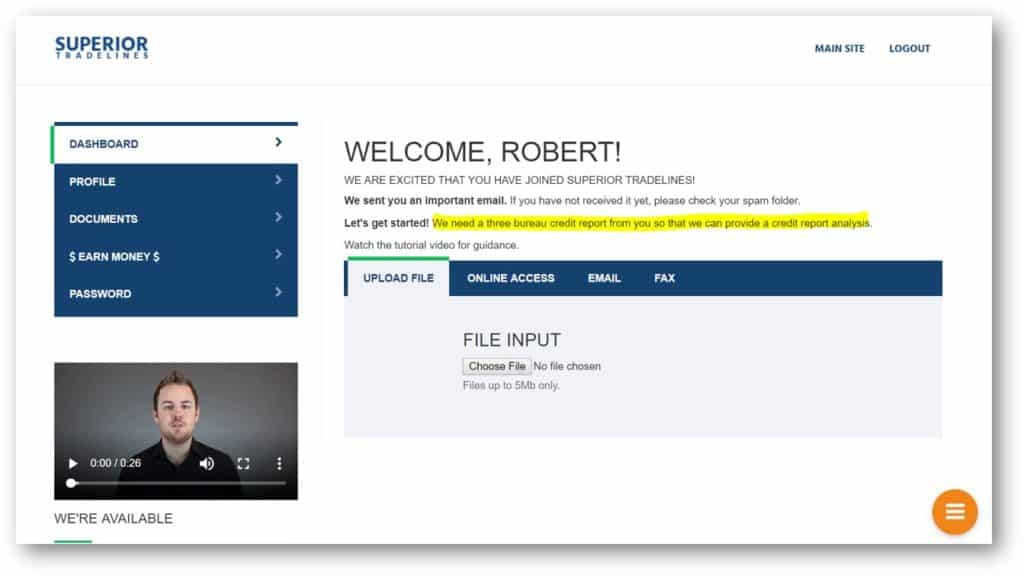 SUPERIOR
TRADELINES
MAIN SITE LOGOUT
DASHBOARD
PROFILE
DOCUMENTS
$ EARN MONEY $
PASSWORD
WELCOME, ROBERT!
WE ARE EXCITED THAT YOU HAVE JOINED SUPERIOR TRADELINES!
We sent you an important email. If you have not received it yet, please check your spam folder.
Let's get started! We need a three bureau credit report from you so that we can provide a credit report analysis.
Watch the tutorial video for guidance.
UPLOAD FILE ONLINE ACCESS EMAIL FAX
FILE INPUT
Choose File No file chosen
Files up to 5Mb only.
0:00 / 0:26
WE'RE AVAILABLE